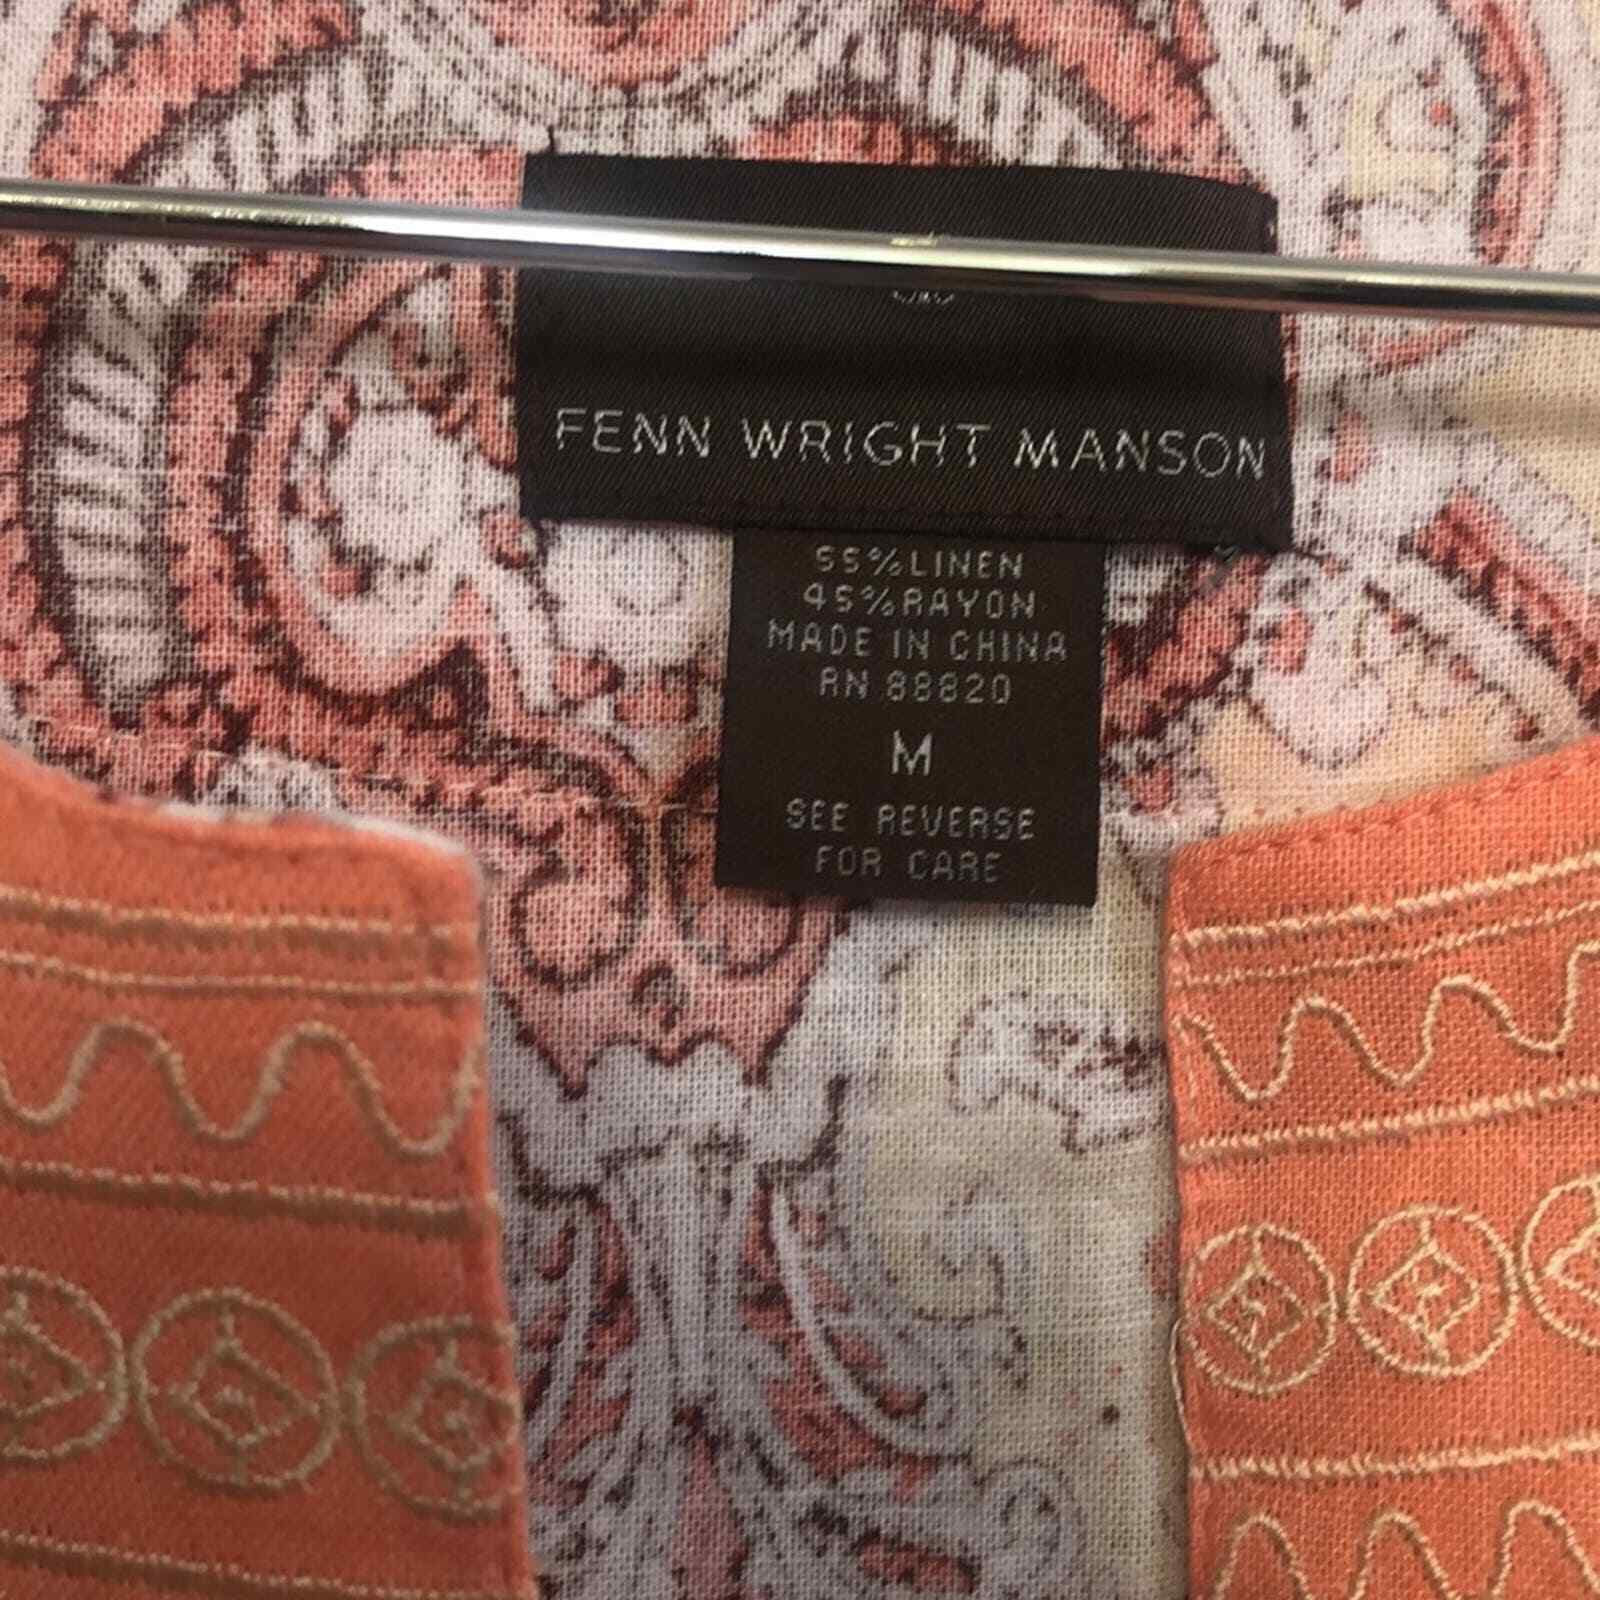 FENN WRIGHT MANSON
55%LINEN
45%RAYON
MADE IN CHINA
RN 88820
M
SEE REVERSE
FOR CARE